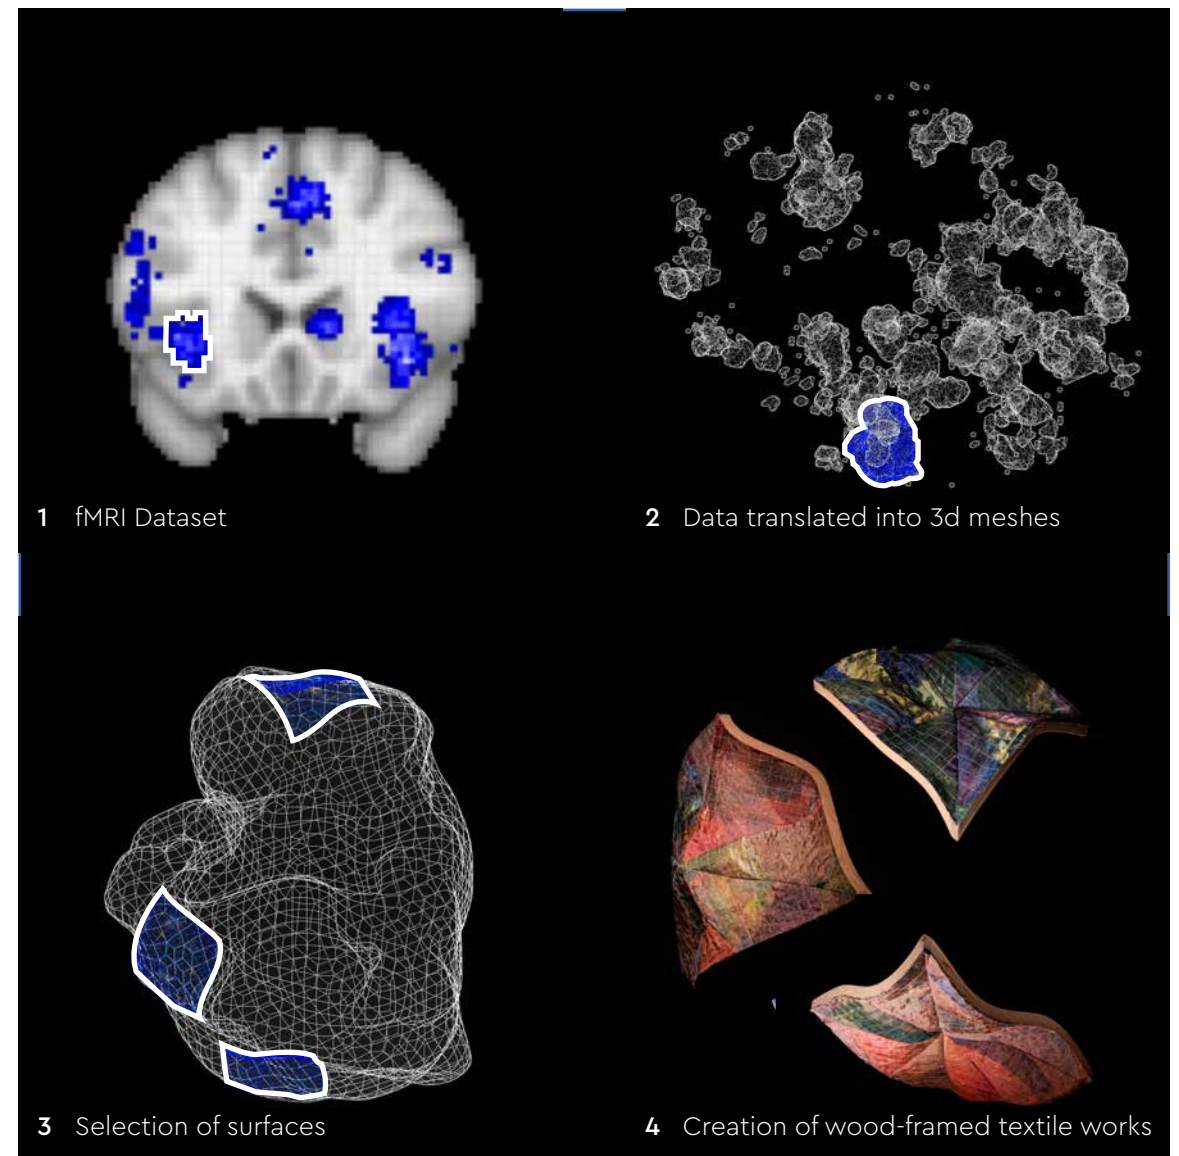 1 fMRI Dataset
2 Data translated into 3d meshes
3 Selection of surfaces
4 Creation of wood-framed textile works